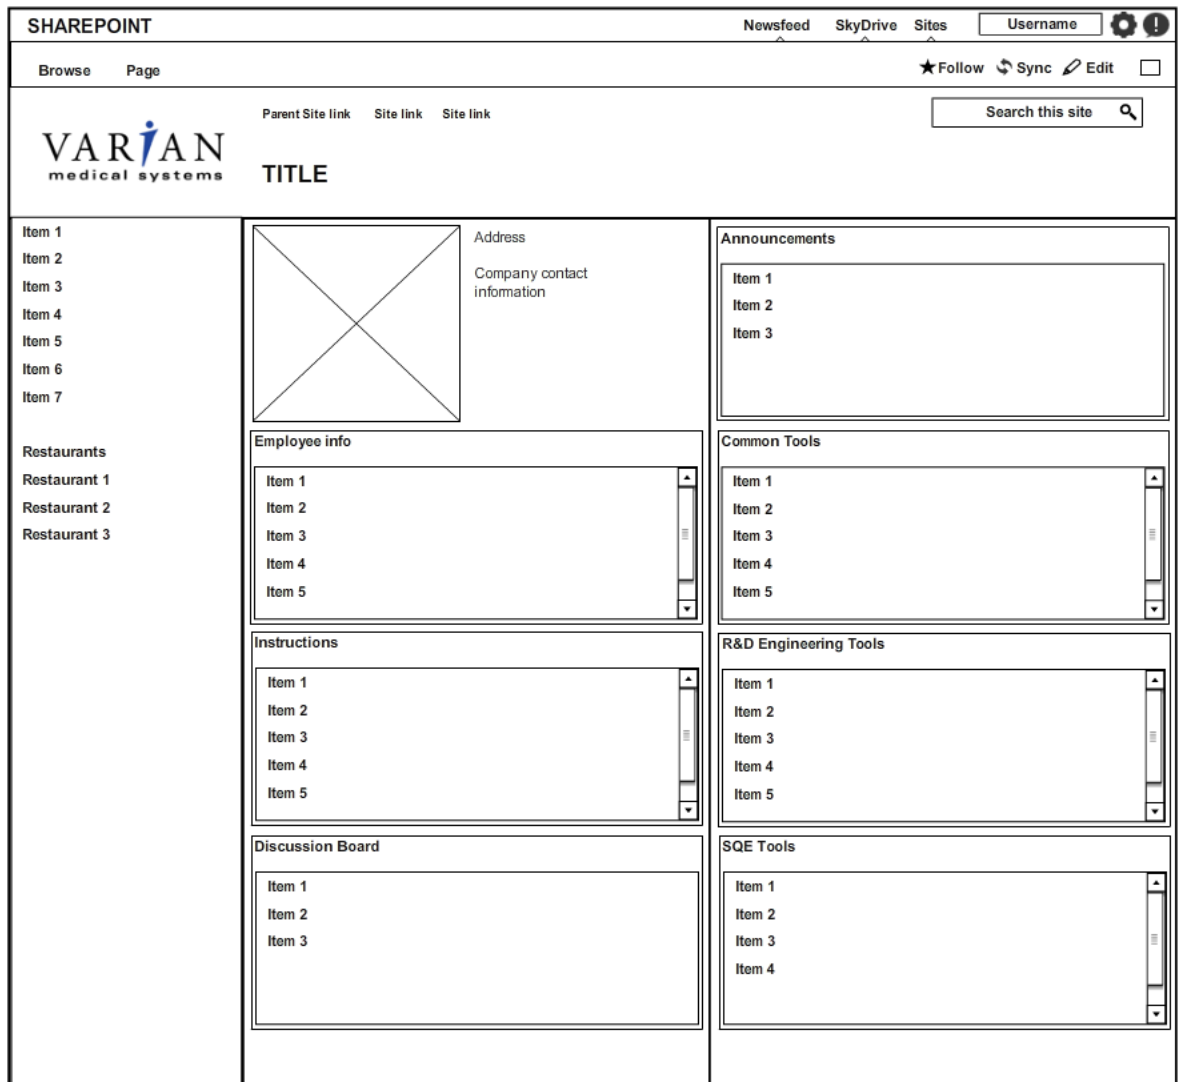 SHAREPOINT
Newsfeed SkyDrive Sites Username
Browse Page
Follow Sync Edit
Parent Site link Site link Site link
Search this site
VARIAN
medical systems
TITLE
Item 1
Item 2
Item 3
Item 4
Item 5
Item 6
Item 7
Restaurants
Restaurant 1
Restaurant 2
Restaurant 3
Address
Company contact
information
Employee info
Item 1
Item 2
Item 3
Item 4
Item 5
Instructions
Item 1
Item 2
Item 3
Item 4
Item 5
Discussion Board
Item 1
Item 2
Item 3
Announcements
Item 1
Item 2
Item 3
Common Tools
Item 1
Item 2
Item 3
Item 4
Item 5
R&D Engineering Tools
Item 1
Item 2
Item 3
Item 4
Item 5
SQE Tools
Item 1
Item 2
Item 3
Item 4